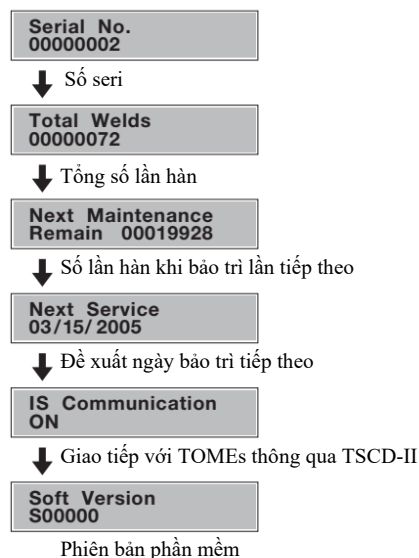 Serial No.
00000002
Số seri
Total Welds
00000072
Tổng số lần hàn
Next Maintenance
Remain 00019928
Số lần hàn khi bảo trì lần tiếp theo
Next Service
03/15/2005
Đề xuất ngày bảo trì tiếp theo
IS Communication
ON
Giao tiếp với TOMEs thông qua TSCD-II
Soft Version
S00000
Phiên bản phần mềm